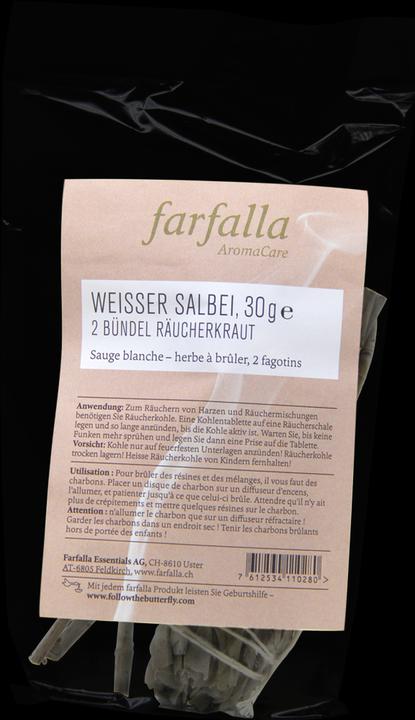 farfalla
AromaCare
WEISSER SALBEI, 30g e
2 BÜNDEL RÄUCHERKRAUT
Sauge blanche – herbe à brûler, 2 fagotins
Anwendung: Zum Räuchern von Harzen und Räuchermischungen
benötigen Sie Räucherkohle. Eine Kohlentablette auf eine Räucherschale
legen und so lange anzünden, bis die Kohle aktiv ist. Warten Sie, bis keine
Funken mehr sprühen und legen Sie dann eine Prise auf die Tablette.
Vorsicht: Kohle nur auf feuerfesten Unterlagen anzünden! Räucherkohle
trocken lagern! Heisse Räucherkohle von Kindern fernhalten!
Utilisation : Pour brûler des résines et des mélanges, il vous faut des
charbons. Placer un disque de charbon sur un diffuseur d'encens,
l'allumer, et patienter jusqu'à ce que celui-ci brûle. Attendre qu'il n'y ait
plus de crépitements et mettre quelques résines sur le charbon.
Attention : n'allumer le charbon que sur un diffuseur réfractaire !
Garder les charbons dans un endroit sec ! Tenir les charbons brûlants
hors de portée des enfants !
Farfalla Essentials AG, CH-8610 Uster
AT-6805 Feldkirch, www.farfalla.ch
7 612534 110280 >
Mit jedem farfalla Produkt leisten Sie Geburtshilfe –
www.followthebutterfly.com